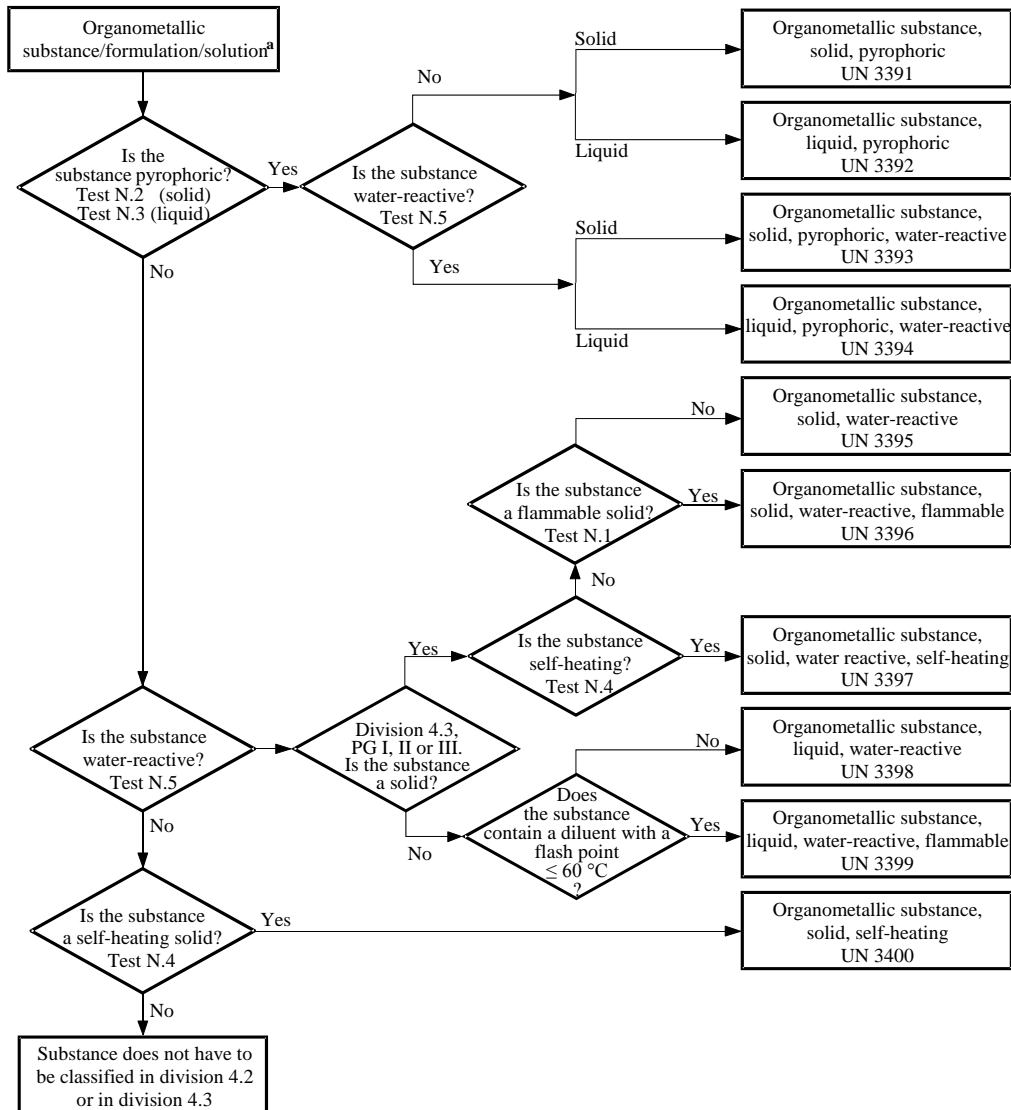 Organometallic
substance/formulation/solutionᵃ
Is the
substance pyrophoric?
Test N.2 (solid)
Test N.3 (liquid)
Yes
No
Is the substance
water-reactive?
Test N.5
No
Yes
Solid
Liquid
Solid
Liquid
Organometallic substance,
solid, pyrophoric
UN 3391
Organometallic substance,
liquid, pyrophoric
UN 3392
Organometallic substance,
solid, pyrophoric, water-reactive
UN 3393
Organometallic substance,
liquid, pyrophoric, water-reactive
UN 3394
No
Organometallic substance,
solid, water-reactive
UN 3395
Is the substance
a flammable solid?
Test N.1
Yes
Organometallic substance,
solid, water-reactive, flammable
UN 3396
No
Is the substance
self-heating?
Test N.4
Yes
Yes
Organometallic substance,
solid, water reactive, self-heating
UN 3397
Is the substance
water-reactive?
Test N.5
Division 4.3,
PG I, II or III.
Is the substance
a solid?
No
Organometallic substance,
liquid, water-reactive
UN 3398
No
No
Does
the substance
contain a diluent with a
flash point
≤ 60 °C
?
Yes
Organometallic substance,
liquid, water-reactive, flammable
UN 3399
Is the substance
a self-heating solid?
Test N.4
Yes
Organometallic substance,
solid, self-heating
UN 3400
No
Substance does not have to
be classified in division 4.2
or in division 4.3